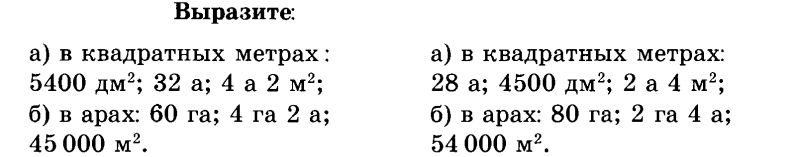 Выразите:
а) в квадратных метрах:
5400 дм²; 32 а; 4 а 2 м²;
б) в арах: 60 га; 4 га 2 а;
45 000 м².
а) в квадратных метрах:
28 а; 4500 дм²; 2 а 4 м²;
б) в арах: 80 га; 2 га 4 а;
54 000 м².